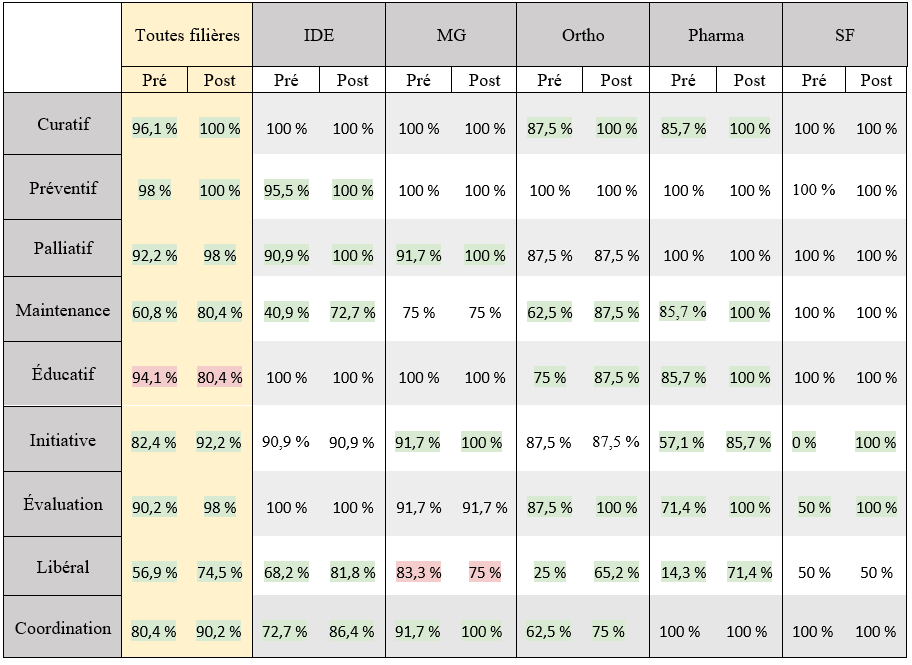 Toutes filières IDE MG Ortho Pharma SF
Pré Post Pré Post Pré Post Pré Post Pré Post Pré Post
Curatif 96,1 % 100 % 100 % 100 % 100 % 100 % 87,5 % 100 % 85,7 % 100 % 100 % 100 %
Préventif 98 % 100 % 95,5 % 100 % 100 % 100 % 100 % 100 % 100 % 100 % 100 % 100 %
Palliatif 92,2 % 98 % 90,9 % 100 % 91,7 % 100 % 87,5 % 87,5 % 100 % 100 % 100 % 100 %
Maintenance 60,8 % 80,4 % 40,9 % 72,7 % 75 % 75 % 62,5 % 87,5 % 85,7 % 100 % 100 % 100 %
Éducatif 94,1 % 80,4 % 100 % 100 % 100 % 100 % 75 % 87,5 % 85,7 % 100 % 100 % 100 %
Initiative 82,4 % 92,2 % 90,9 % 90,9 % 91,7 % 100 % 87,5 % 87,5 % 57,1 % 85,7 % 0 % 100 %
Évaluation 90,2 % 98 % 100 % 100 % 91,7 % 91,7 % 87,5 % 100 % 71,4 % 100 % 50 % 100 %
Libéral 56,9 % 74,5 % 68,2 % 81,8 % 83,3 % 75 % 25 % 65,2 % 14,3 % 71,4 % 50 % 50 %
Coordination 80,4 % 90,2 % 72,7 % 86,4 % 91,7 % 100 % 62,5 % 75 % 100 % 100 % 100 % 100 %